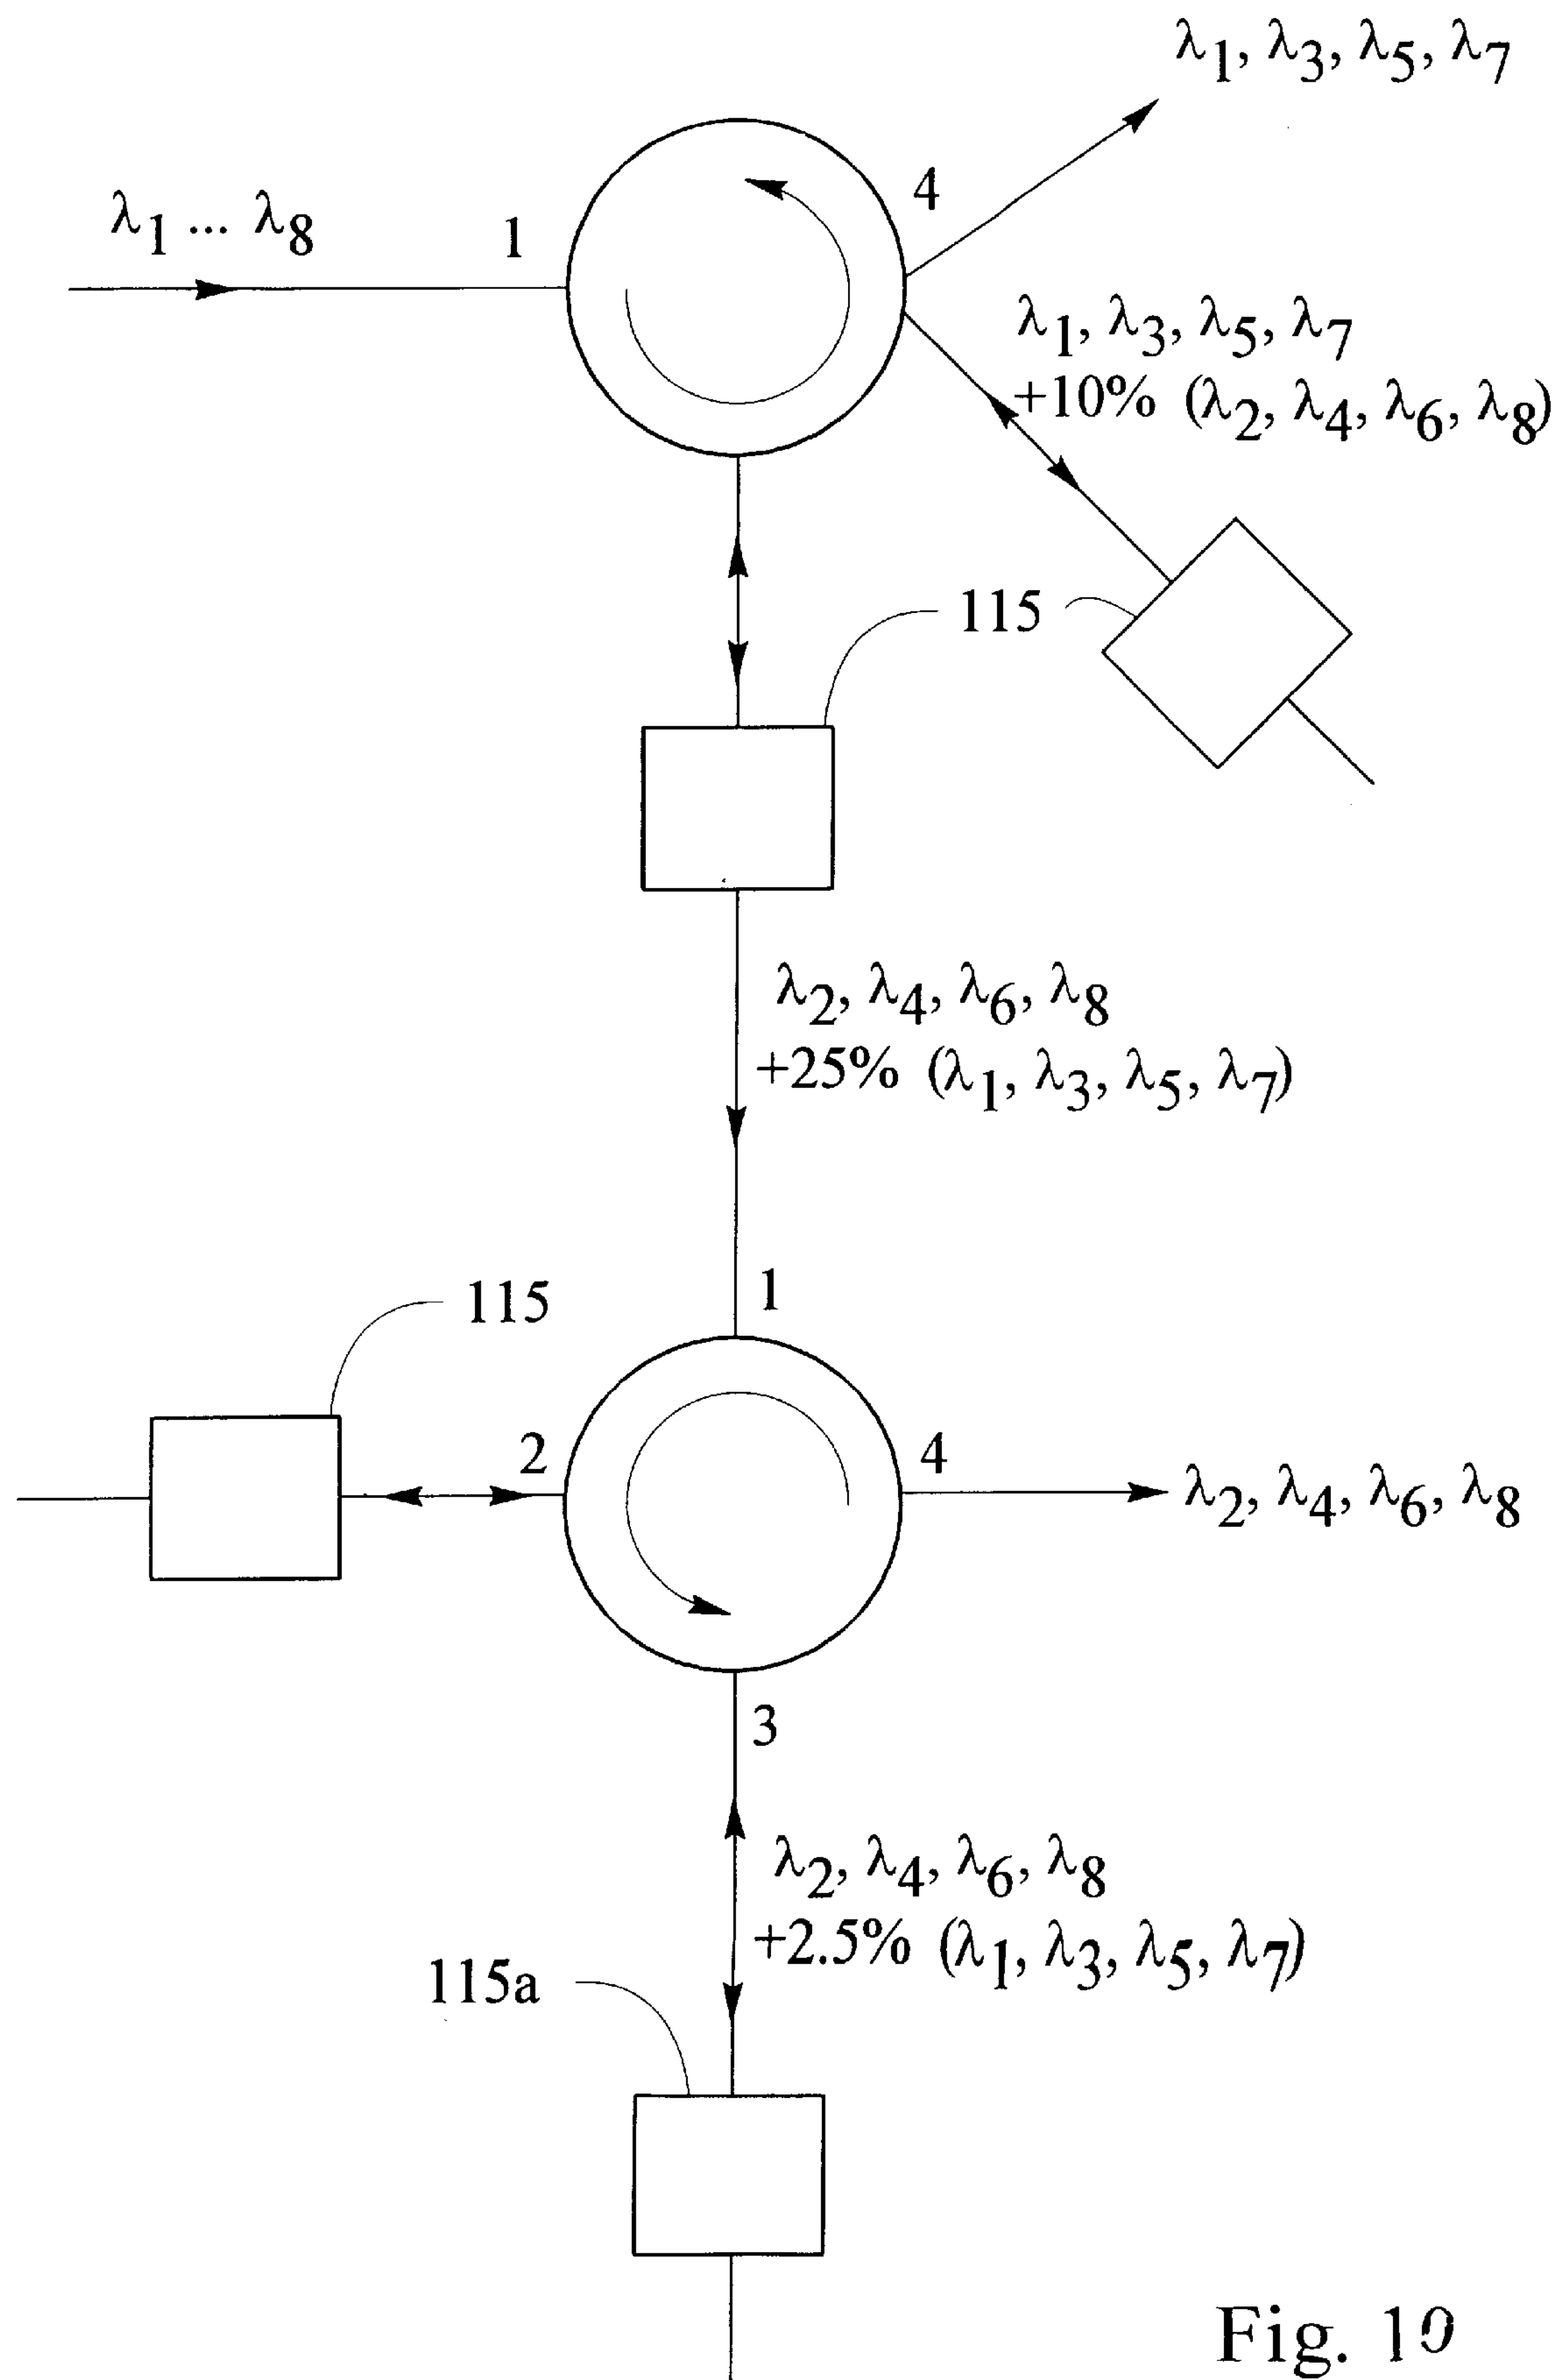 λ1, λ3, λ5, λ7
4
λ1 ... λ8
1
λ1, λ3, λ5, λ7
+10% (λ2, λ4, λ6, λ8)
115
λ2, λ4, λ6, λ8
+25% (λ1, λ3, λ5, λ7)
1
115
2
4
λ2, λ4, λ6, λ8
3
λ2, λ4, λ6, λ8
+2.5% (λ1, λ3, λ5, λ7)
115a
Fig. 10